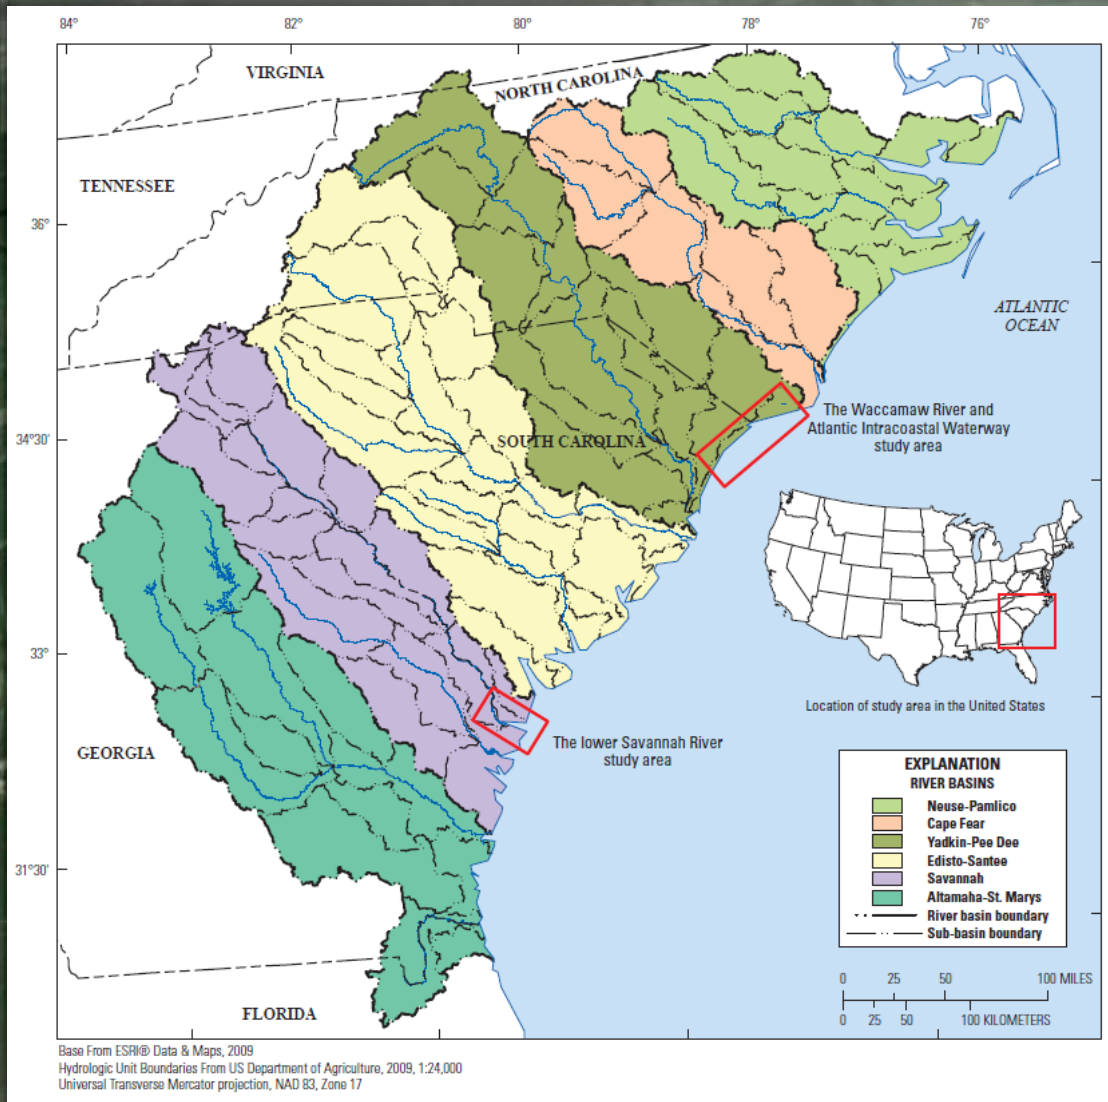 84°
82°
80°
78°
76°
VIRGINIA
NORTH CAROLINA
TENNESSEE
36°
ATLANTIC
OCEAN
The Waccamaw River and
Atlantic Intracoastal Waterway
study area
34°30'
SOUTH CAROLINA
33°
Location of study area in the United States
GEORGIA
The lower Savannah River
study area
EXPLANATION
RIVER BASINS
Neuse-Pamlico
Cape Fear
Yadkin-Pee Dee
Edisto-Santee
Savannah
Altamaha-St. Marys
River basin boundary
Sub-basin boundary
31°30'
0 25 50 100 MILES
0 25 50 100 KILOMETERS
FLORIDA
Base From ESRI® Data & Maps, 2009
Hydrologic Unit Boundaries From US Department of Agriculture, 2009, 1:24,000
Universal Transverse Mercator projection, NAD 83, Zone 17